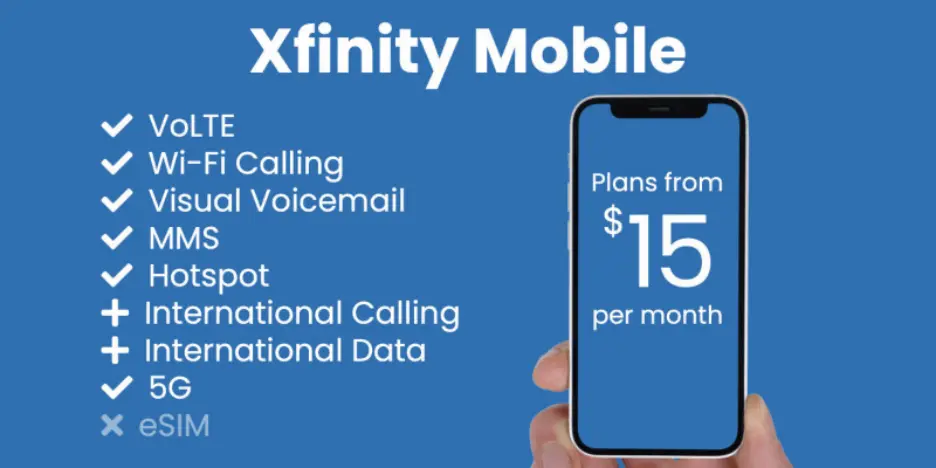 Xfinity Mobile
VoLTE
Wi-Fi Calling
Visual Voicemail
MMS
Hotspot
International Calling
International Data
5G
eSIM
Plans from
$15
per month